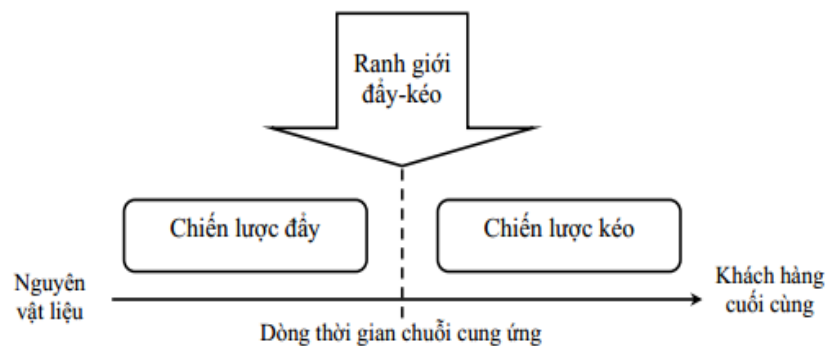 Ranh giới
đẩy-kéo
Chiến lược đẩy
Chiến lược kéo
Nguyên
vật liệu
Khách hàng
cuối cùng
Dòng thời gian chuỗi cung ứng